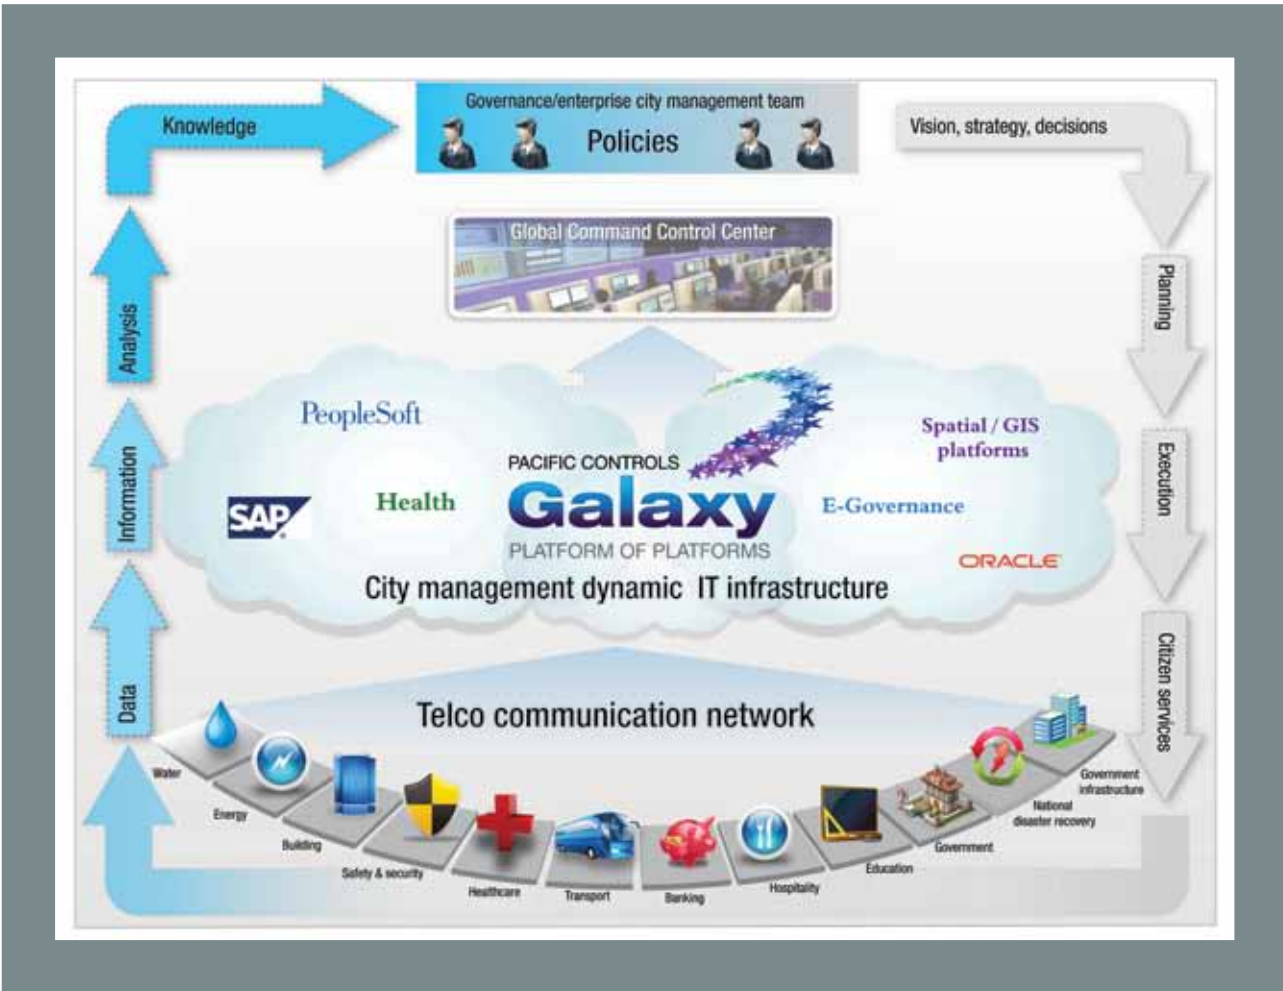 Governance/enterprise city management team
Knowledge
Policies
Vision, strategy, decisions
Global Command Control Center
Planning
Analysis
PeopleSoft
Spatial / GIS
platforms
PACIFIC CONTROLS
Execution
Information
SAP
Health
Galaxy
E-Governance
PLATFORM OF PLATFORMS
ORACLE
City management dynamic IT infrastructure
Citizen services
Data
Telco communication network
Water
Energy
Building
Safety & security
Healthcare
Transport
Banking
Hospitality
Education
Government
National
disaster recovery
Government
infrastructure